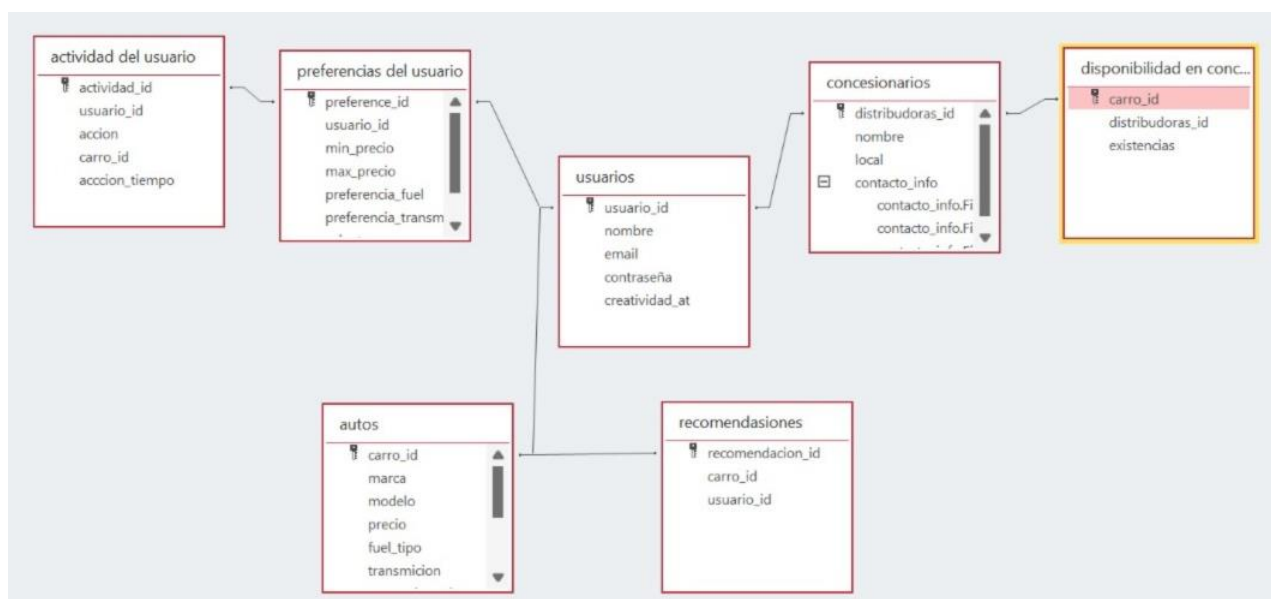 actividad del usuario
actividad_id
usuario_id
accion
carro_id
acccion_tiempo
preferencias del usuario
preference_id
usuario_id
min_precio
max_precio
preferencia_fuel
preferencia_transm
usuarios
usuario_id
nombre
email
contraseña
creatividad_at
concesionarios
distribudoras_id
nombre
local
contacto_info
contacto_info.Fi
contacto_info.Fi
disponibilidad en conc...
carro_id
distribudoras_id
existencias
autos
carro_id
marca
modelo
precio
fuel_tipo
transmicion
recomendasiones
recomendacion_id
carro_id
usuario_id